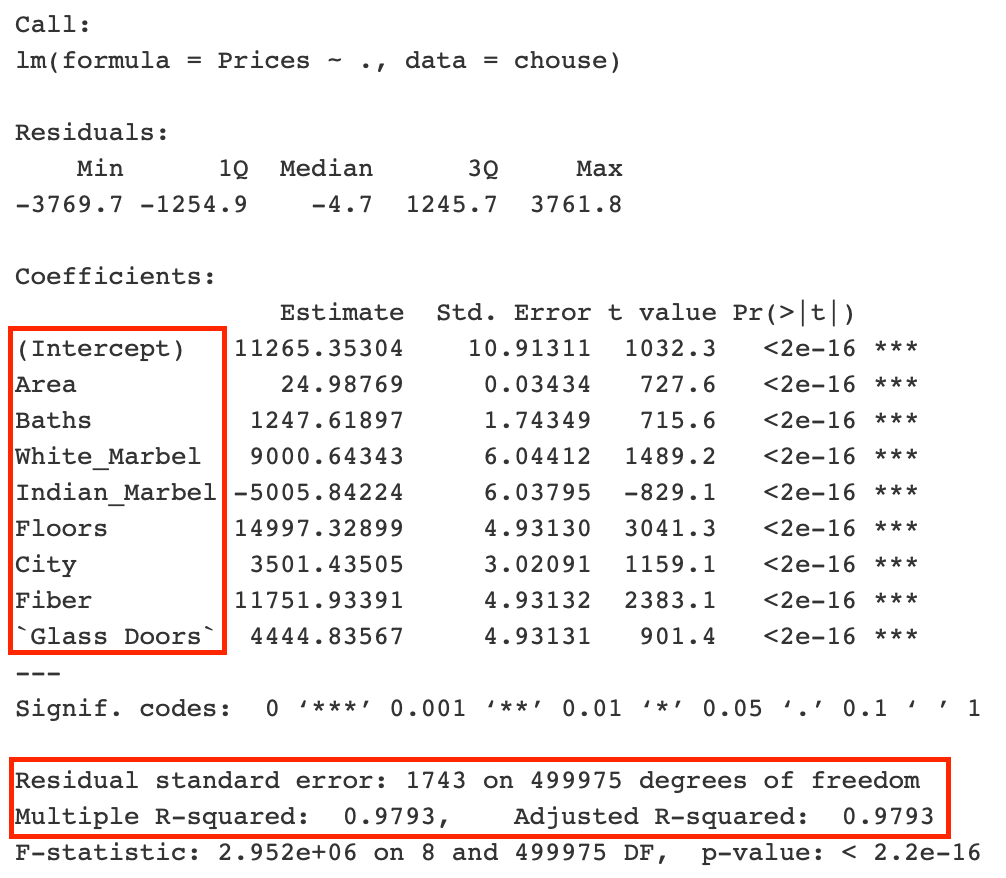 Call:
lm(formula = Prices ~ ., data = chouse)
Residuals:
Min 1Q Median 3Q Max
-3769.7 -1254.9 -4.7 1245.7 3761.8
Coefficients:
Estimate Std. Error t value Pr(>|t|)
(Intercept) 11265.35304 10.91311 1032.3 <2e-16 ***
Area 24.98769 0.03434 727.6 <2e-16 ***
Baths 1247.61897 1.74349 715.6 <2e-16 ***
White_Marbel 9000.64343 6.04412 1489.2 <2e-16 ***
Indian_Marbel -5005.84224 6.03795 -829.1 <2e-16 ***
Floors 14997.32899 4.93130 3041.3 <2e-16 ***
City 3501.43505 3.02091 1159.1 <2e-16 ***
Fiber 11751.93391 4.93132 2383.1 <2e-16 ***
`Glass Doors` 4444.83567 4.93131 901.4 <2e-16 ***
---
Signif. codes: 0 ‘***’ 0.001 ‘**’ 0.01 ‘*’ 0.05 ‘.’ 0.1 ‘ ’ 1
Residual standard error: 1743 on 499975 degrees of freedom
Multiple R-squared: 0.9793, Adjusted R-squared: 0.9793
F-statistic: 2.952e+06 on 8 and 499975 DF, p-value: < 2.2e-16